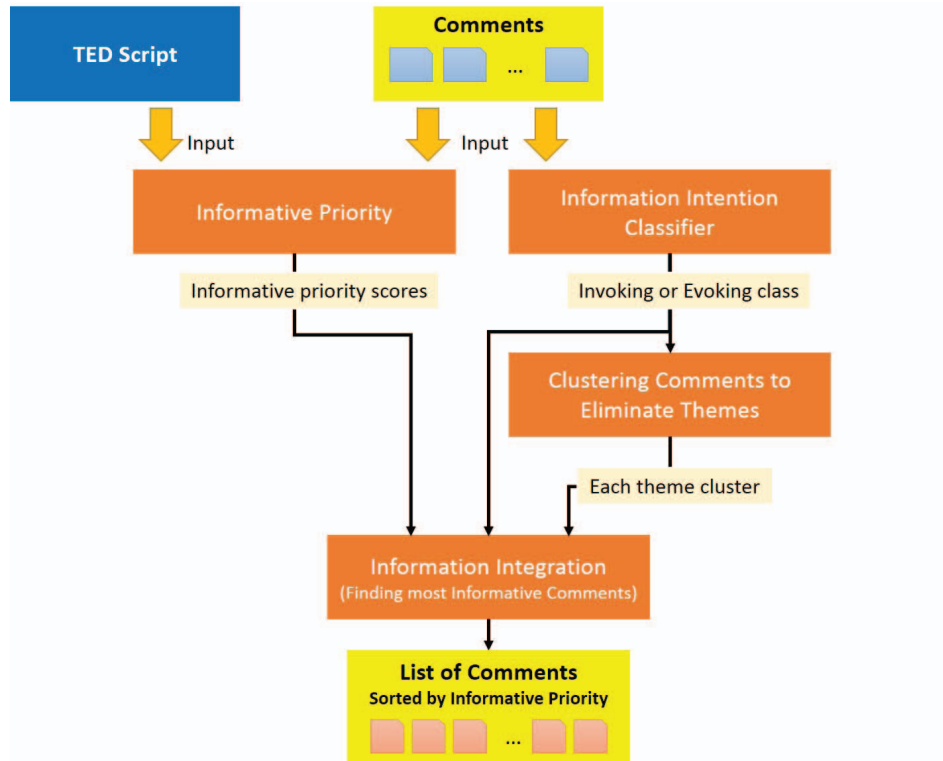 TED Script
Comments
...
Input
Input
Informative Priority
Information Intention
Classifier
Informative priority scores
Invoking or Evoking class
Clustering Comments to
Eliminate Themes
Each theme cluster
Information Integration
(Finding most Informative Comments)
List of Comments
Sorted by Informative Priority
...